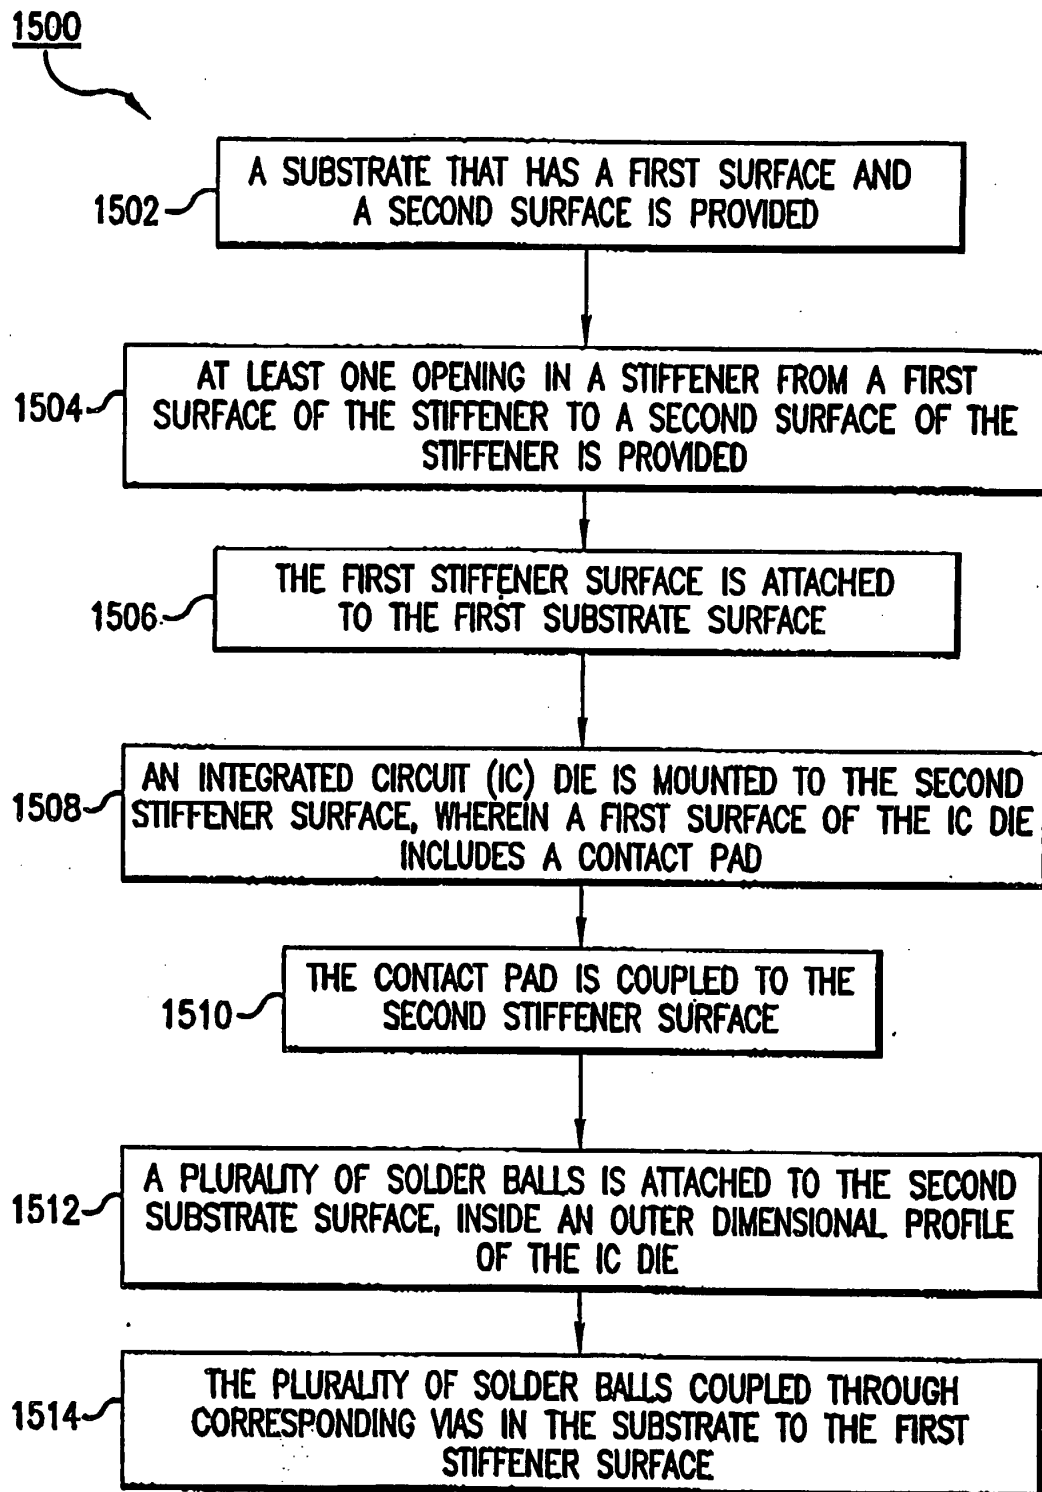 1500
1502
A SUBSTRATE THAT HAS A FIRST SURFACE AND
A SECOND SURFACE IS PROVIDED
1504
AT LEAST ONE OPENING IN A STIFFENER FROM A FIRST
SURFACE OF THE STIFFENER TO A SECOND SURFACE OF THE
STIFFENER IS PROVIDED
1506
THE FIRST STIFFENER SURFACE IS ATTACHED
TO THE FIRST SUBSTRATE SURFACE
1508
AN INTEGRATED CIRCUIT (IC) DIE IS MOUNTED TO THE SECOND
STIFFENER SURFACE, WHEREIN A FIRST SURFACE OF THE IC DIE
INCLUDES A CONTACT PAD
1510
THE CONTACT PAD IS COUPLED TO THE
SECOND STIFFENER SURFACE
1512
A PLURALITY OF SOLDER BALLS IS ATTACHED TO THE SECOND
SUBSTRATE SURFACE, INSIDE AN OUTER DIMENSIONAL PROFILE
OF THE IC DIE
1514
THE PLURALITY OF SOLDER BALLS COUPLED THROUGH
CORRESPONDING VIAS IN THE SUBSTRATE TO THE FIRST
STIFFENER SURFACE